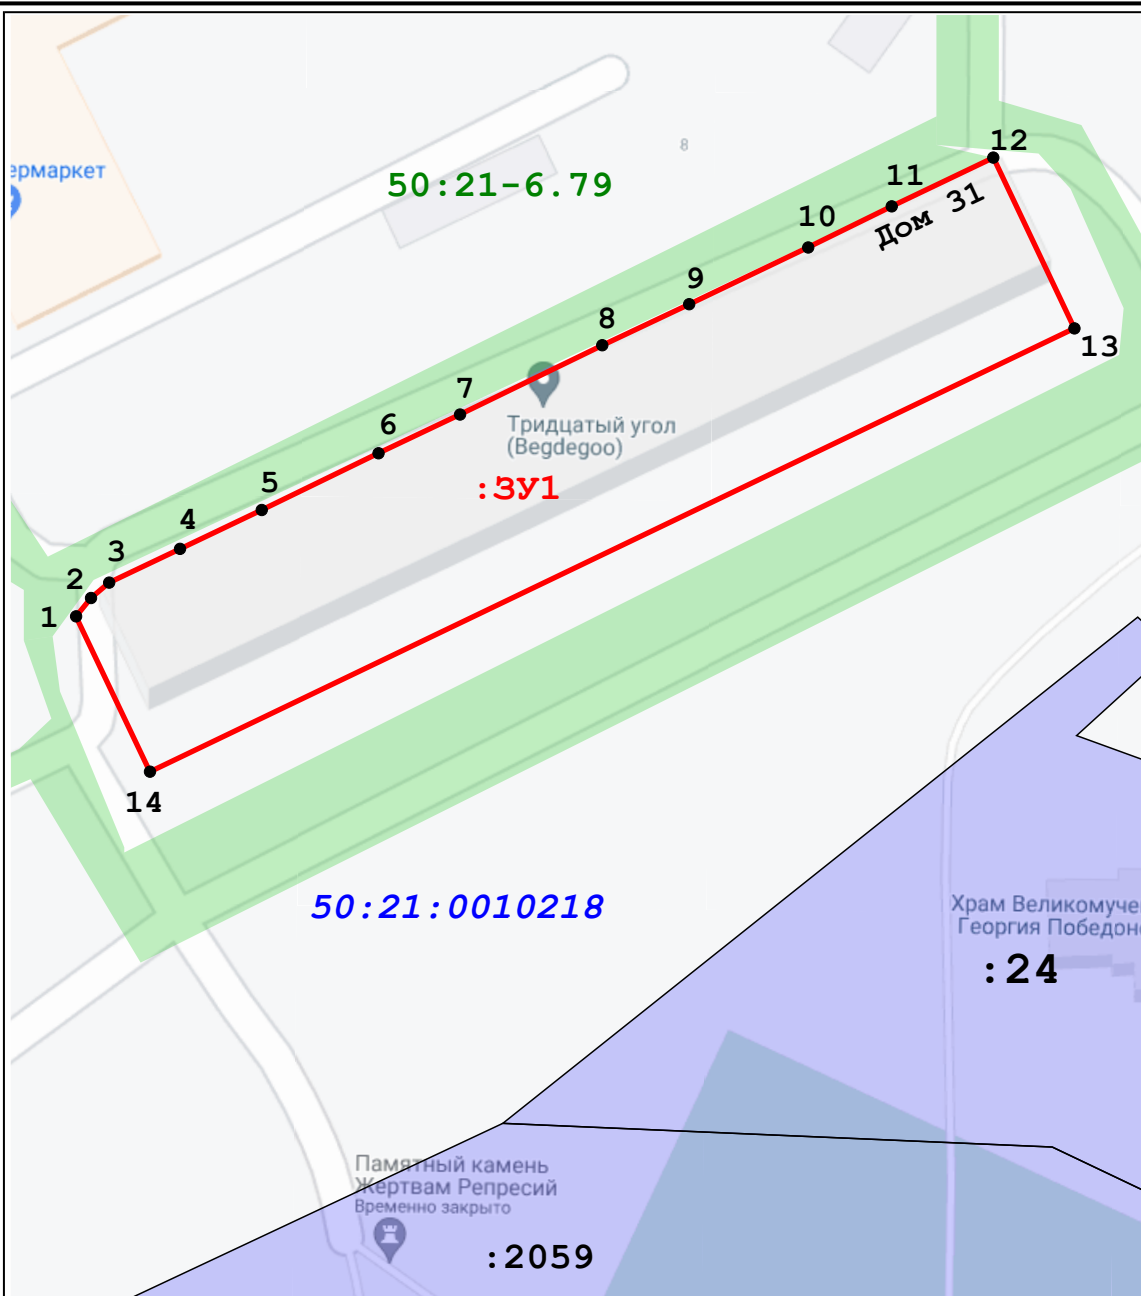 12
8
ермаркет
50:21-6.79
11
Дом 31
10
9
8
13
7
Тридцатый угол
(Begdegoo)
6
:ЗУ1
5
4
3
2
1
14
50:21:0010218
Храм Великомуче
Георгия Победоно
:24
Памятный камень
Жертвам Репресий
Временно закрыто
:2059